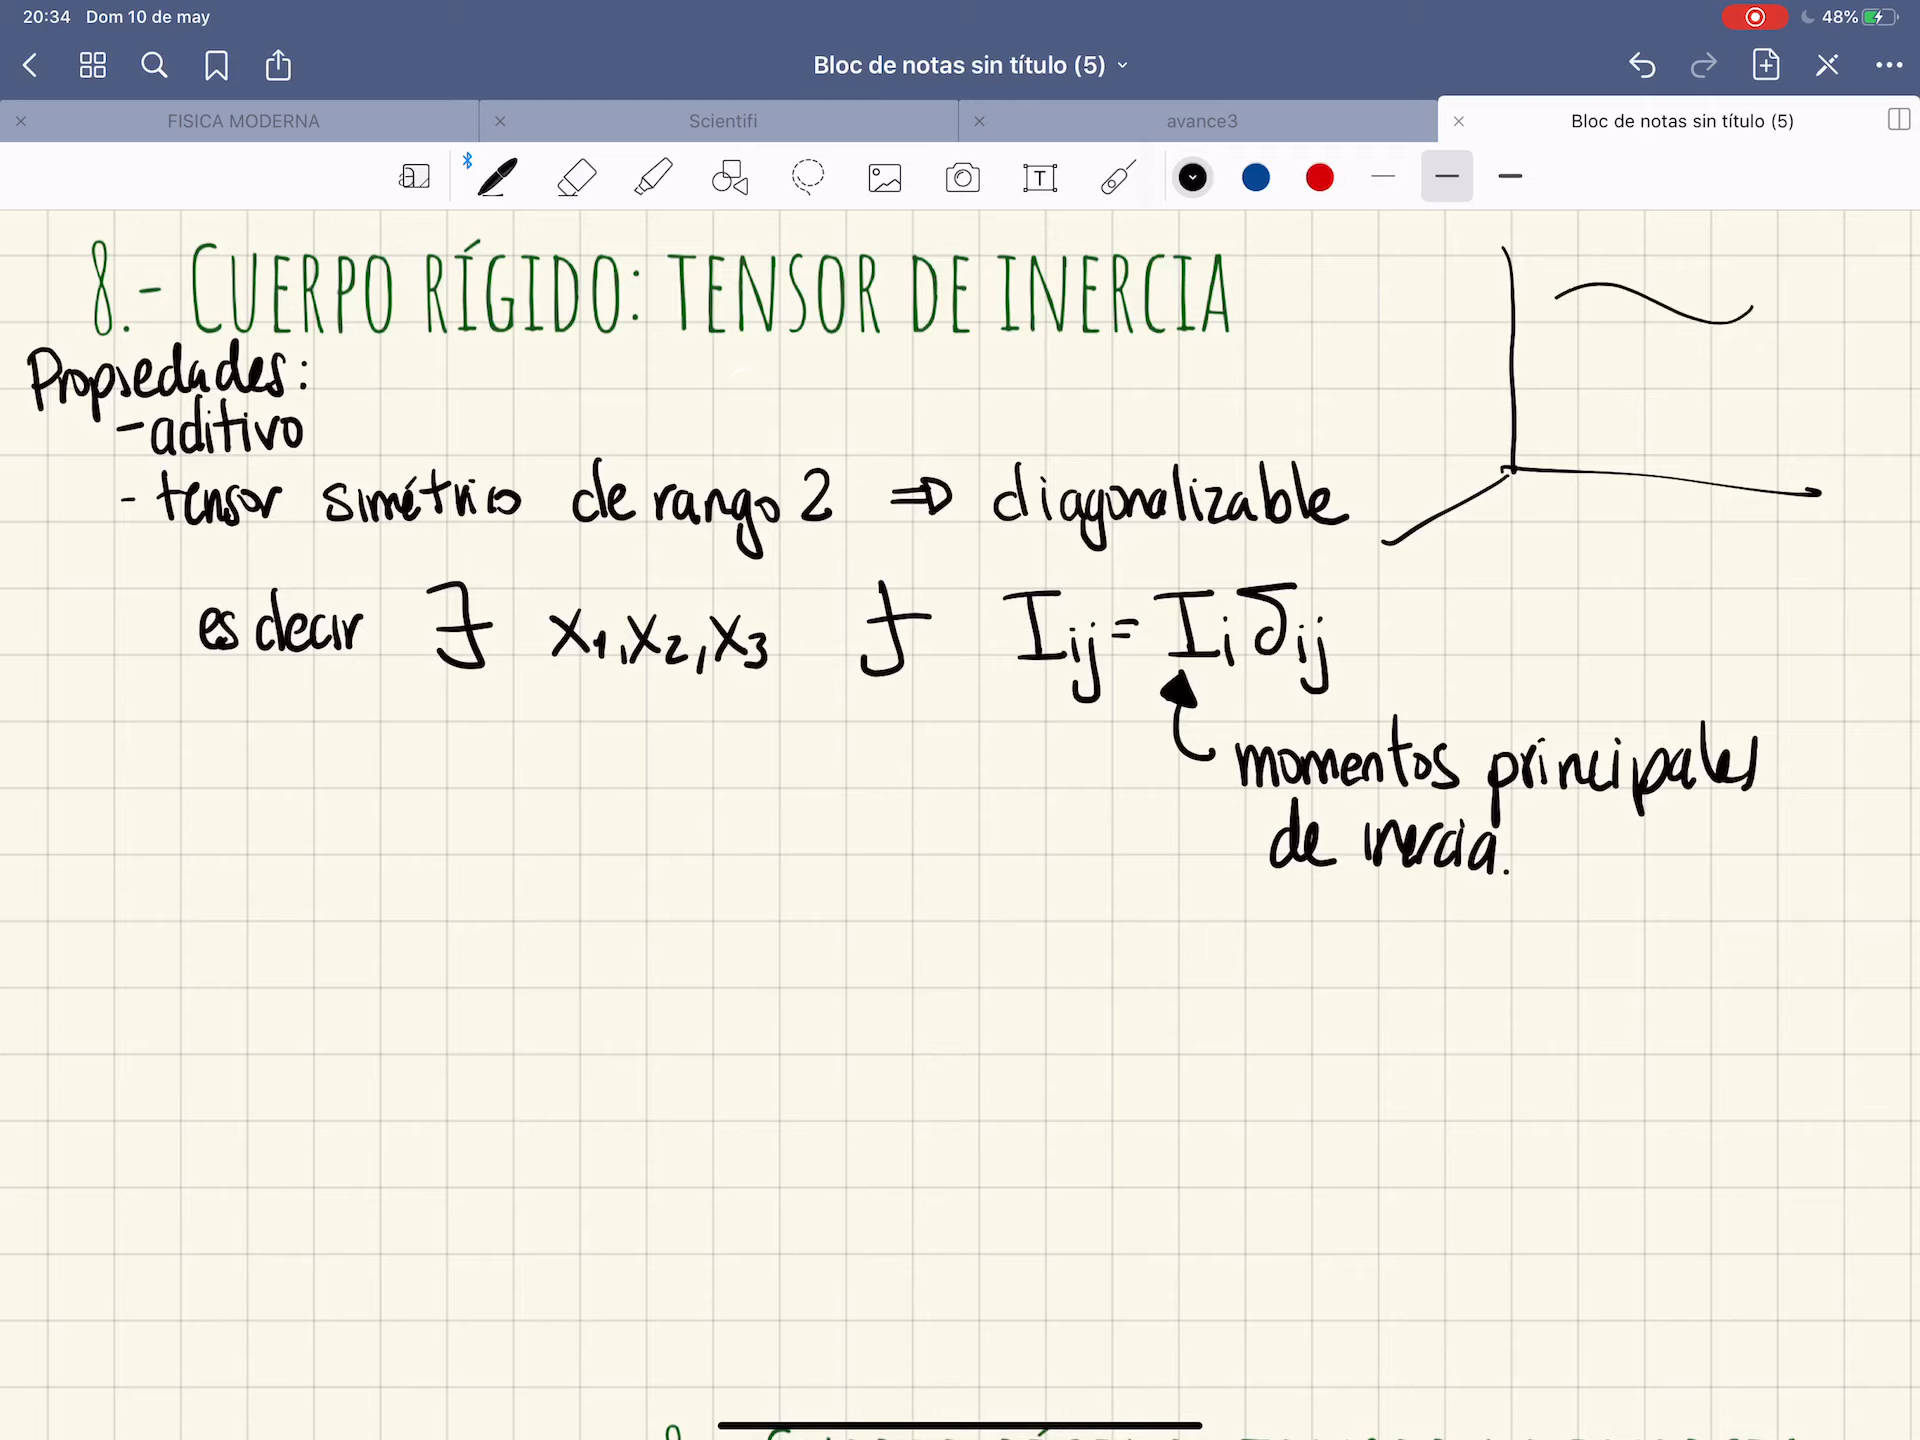 20:34 Dom 10 de may 48%
Bloc de notas sin título (5)
FISICA MODERNA Scientifi avance3 Bloc de notas sin título (5)
8.- CUERPO RÍGIDO: TENSOR DE INERCIA
Propiedades:
- aditivo
- tensor simétrico de rango 2 ⇒ diagonalizable
es decir ∃ x₁, x₂, x₃ Iij = Ii δij
momentos principales
de inercia.